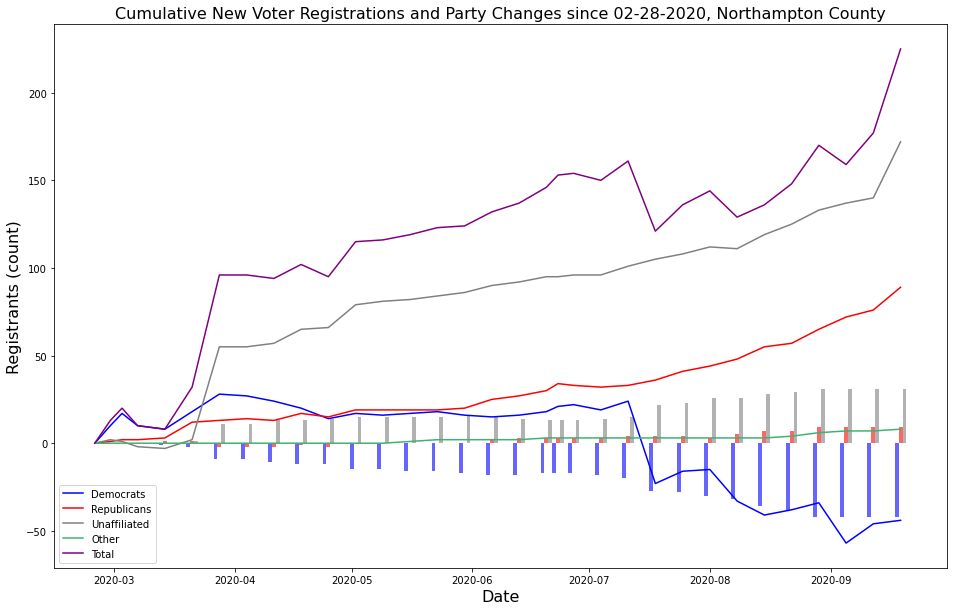 Cumulative New Voter Registrations and Party Changes since 02-28-2020, Northampton County
Registrants (count)
200
150
100
50
0
−50
Democrats
Republicans
Unaffiliated
Other
Total
2020-03 2020-04 2020-05 2020-06 2020-07 2020-08 2020-09
Date